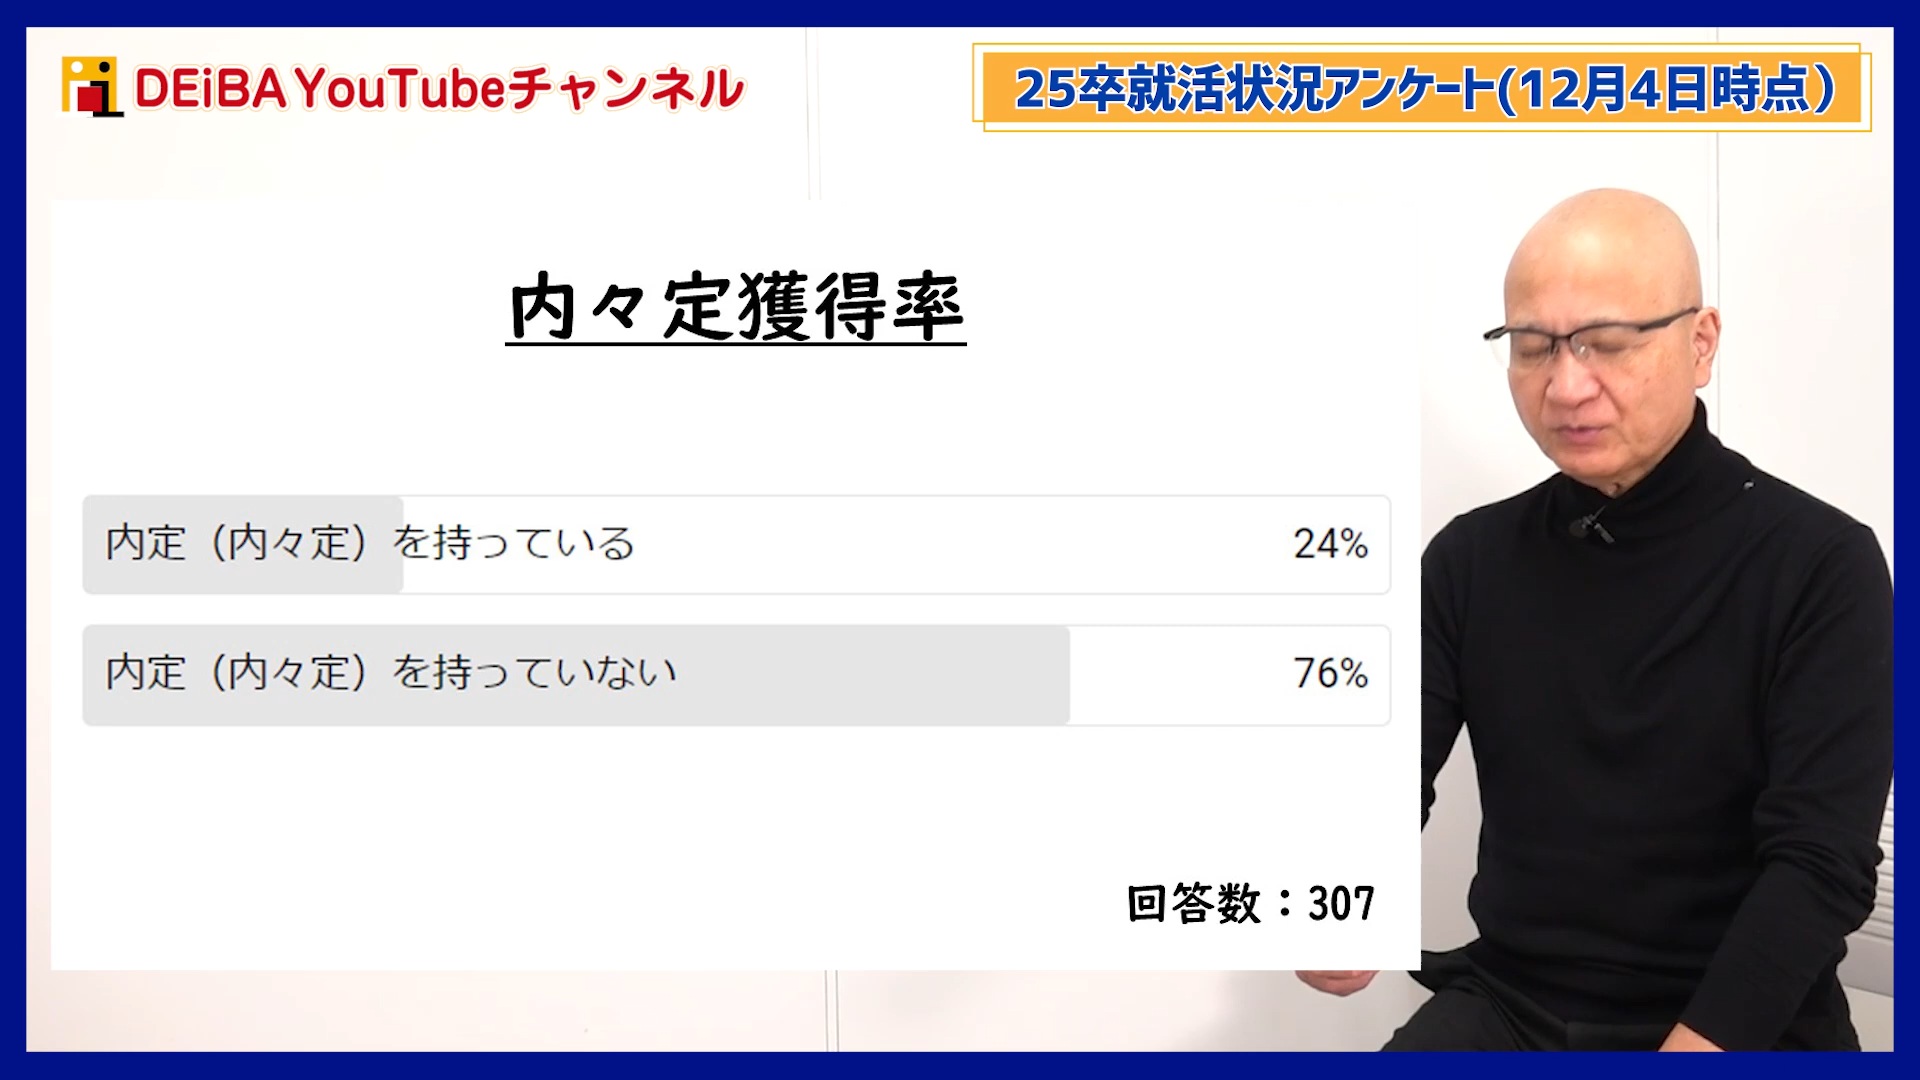 DEiBA YouTubeチャンネル
25卒就活状況アンケート(12月4日時点)
内々定獲得率
内定（内々定）を持っている 24%
内定（内々定）を持っていない 76%
回答数：307